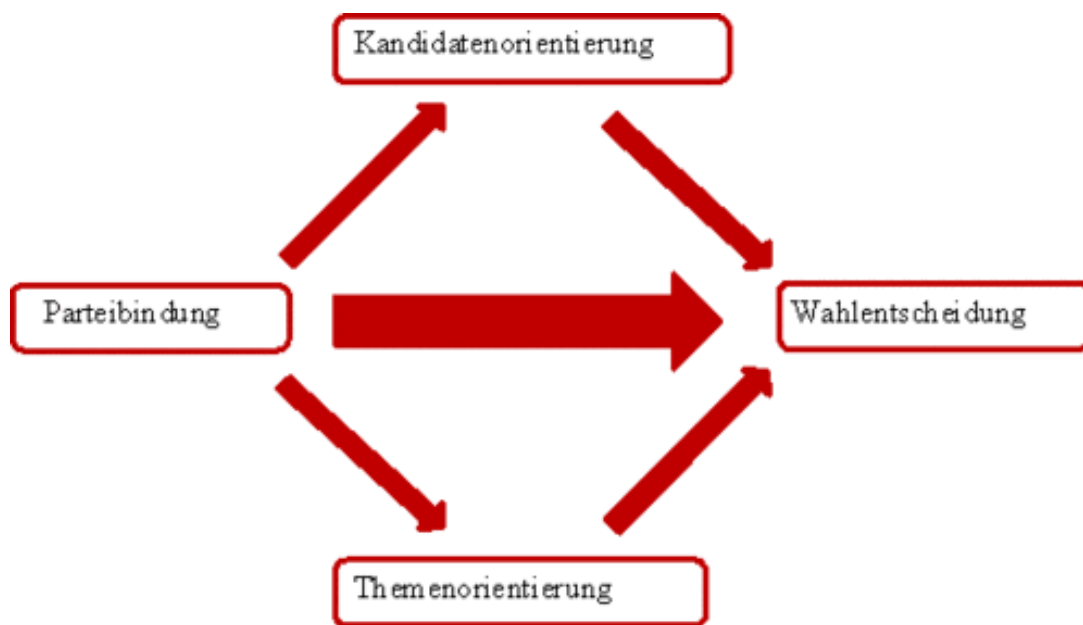 Kandidatenorientierung
Parteibindung
Wahlentscheidung
Themenorientierung